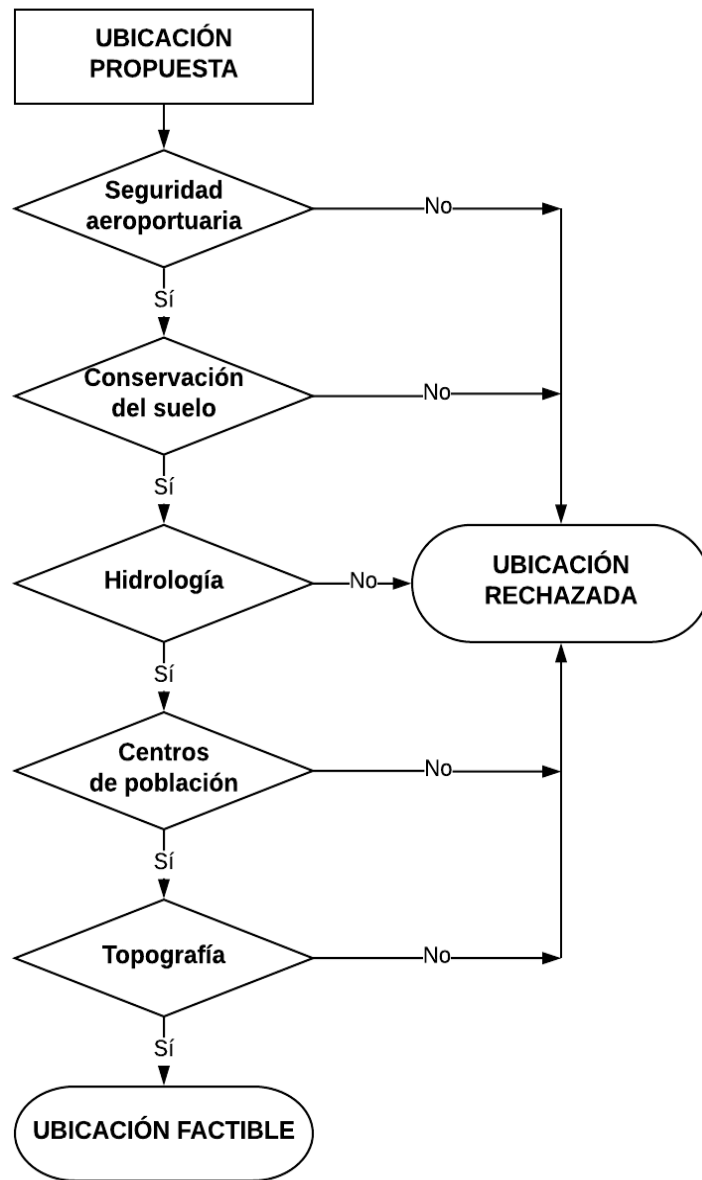 UBICACIÓN
PROPUESTA
Seguridad
aeroportuaria
No
Sí
Conservación
del suelo
No
Sí
Hidrología
No
UBICACIÓN
RECHAZADA
Sí
Centros
de población
No
Sí
Topografía
No
Sí
UBICACIÓN FACTIBLE